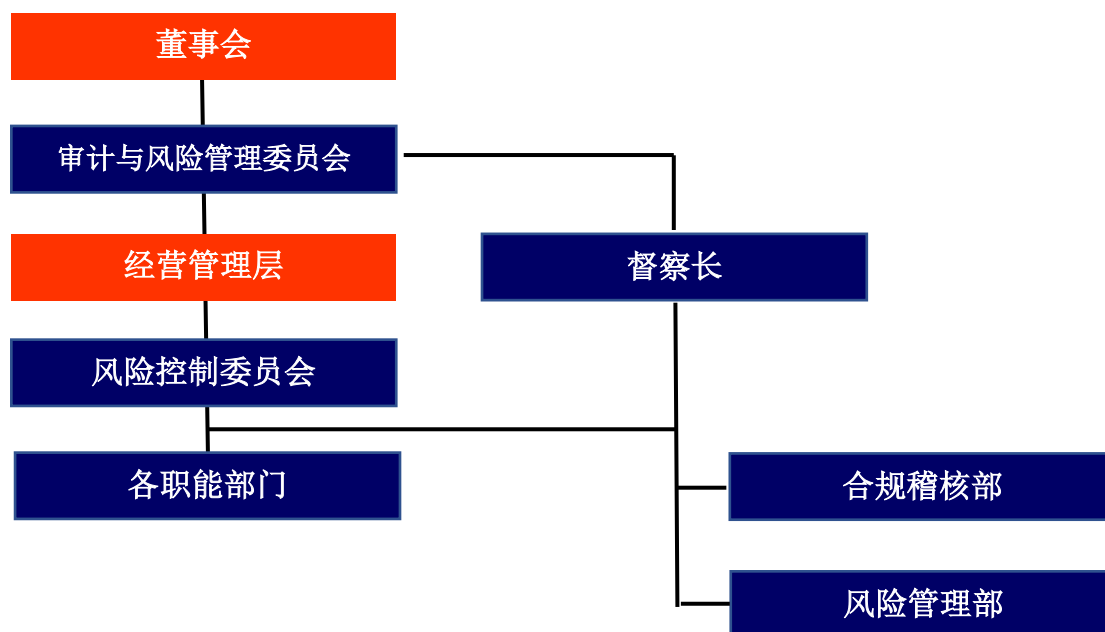 董事会
审计与风险管理委员会
经营管理层
督察长
风险控制委员会
各职能部门
合规稽核部
风险管理部